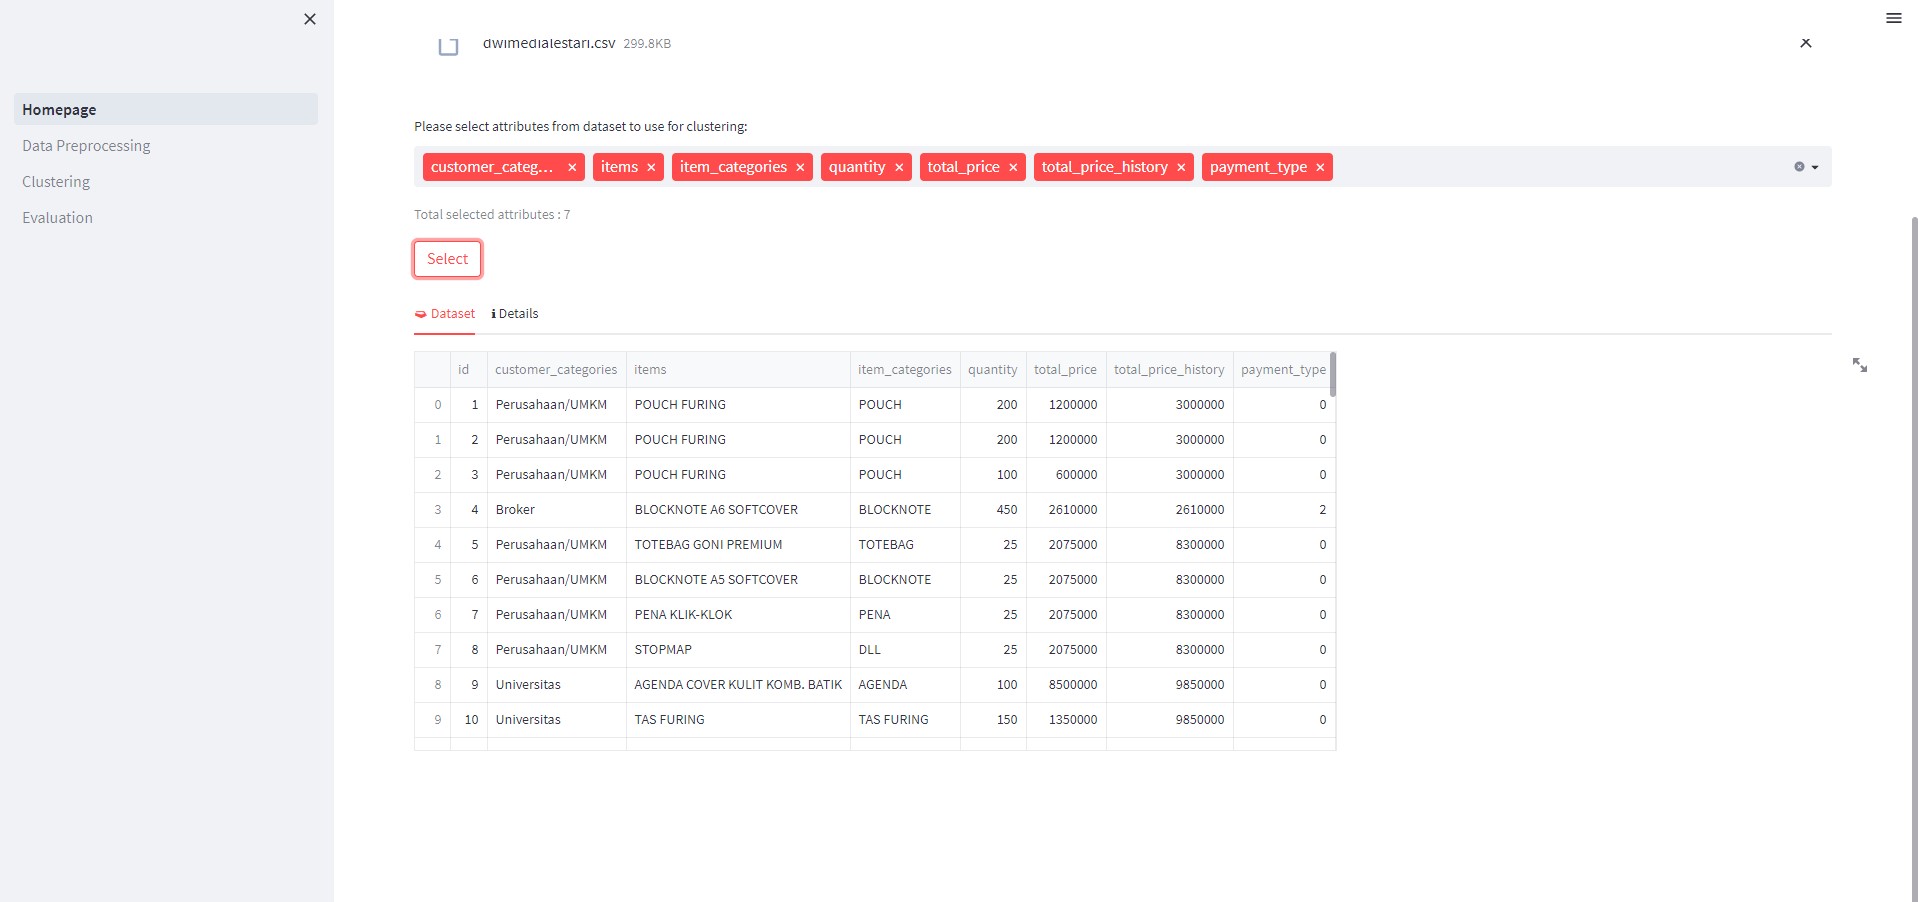 Homepage
Data Preprocessing
Clustering
Evaluation
dwimedialestari.csv 299.8KB
Please select attributes from dataset to use for clustering:
customer_categ... items item_categories quantity total_price total_price_history payment_type
Total selected attributes : 7
Select
Dataset Details
id customer_categories items item_categories quantity total_price total_price_history payment_type
0 1 Perusahaan/UMKM POUCH FURING POUCH 200 1200000 3000000 0
1 2 Perusahaan/UMKM POUCH FURING POUCH 200 1200000 3000000 0
2 3 Perusahaan/UMKM POUCH FURING POUCH 100 600000 3000000 0
3 4 Broker BLOCKNOTE A6 SOFTCOVER BLOCKNOTE 450 2610000 2610000 2
4 5 Perusahaan/UMKM TOTEBAG GONI PREMIUM TOTEBAG 25 2075000 8300000 0
5 6 Perusahaan/UMKM BLOCKNOTE A5 SOFTCOVER BLOCKNOTE 25 2075000 8300000 0
6 7 Perusahaan/UMKM PENA KLIK-KLOK PENA 25 2075000 8300000 0
7 8 Perusahaan/UMKM STOPMAP DLL 25 2075000 8300000 0
8 9 Universitas AGENDA COVER KULIT KOMB. BATIK AGENDA 100 8500000 9850000 0
9 10 Universitas TAS FURING TAS FURING 150 1350000 9850000 0